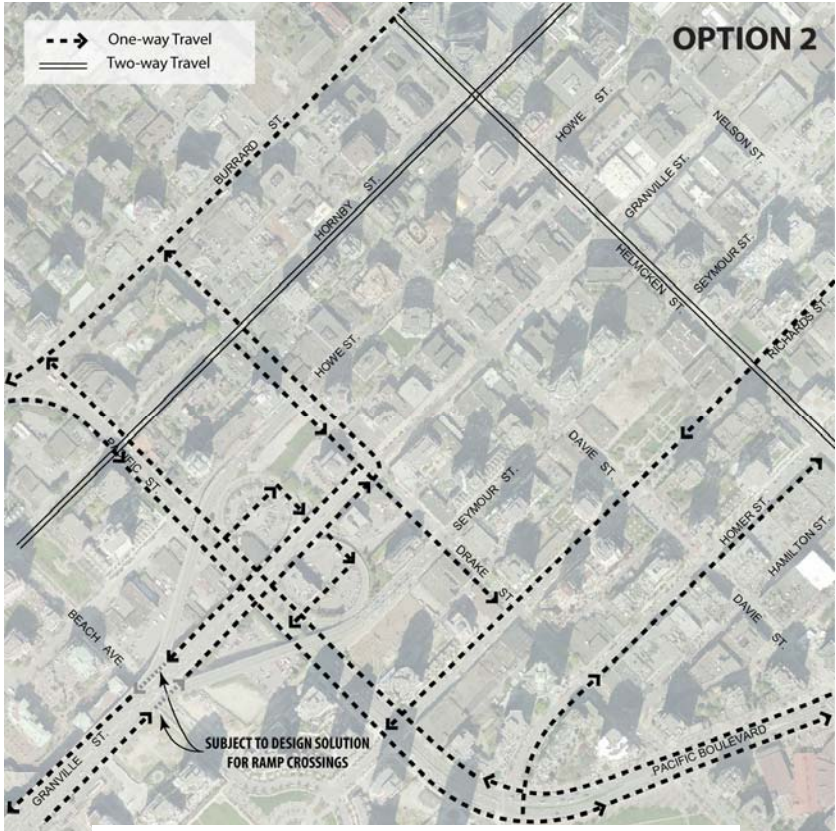 One-way Travel
Two-way Travel
OPTION 2
BURRARD ST.
HORNBY ST.
HOWE ST.
NELSON ST.
GRANVILLE ST.
SEYMOUR ST.
HELMCKEN ST.
RICHARDS ST.
HOWE ST.
PACIFIC ST.
DAVIE ST.
SEYMOUR ST.
HOMER ST.
HAMILTON ST.
DRAKE ST.
DAVIE ST.
BEACH AVE
GRANVILLE ST.
SUBJECT TO DESIGN SOLUTION
FOR RAMP CROSSINGS
PACIFIC BOULEVARD